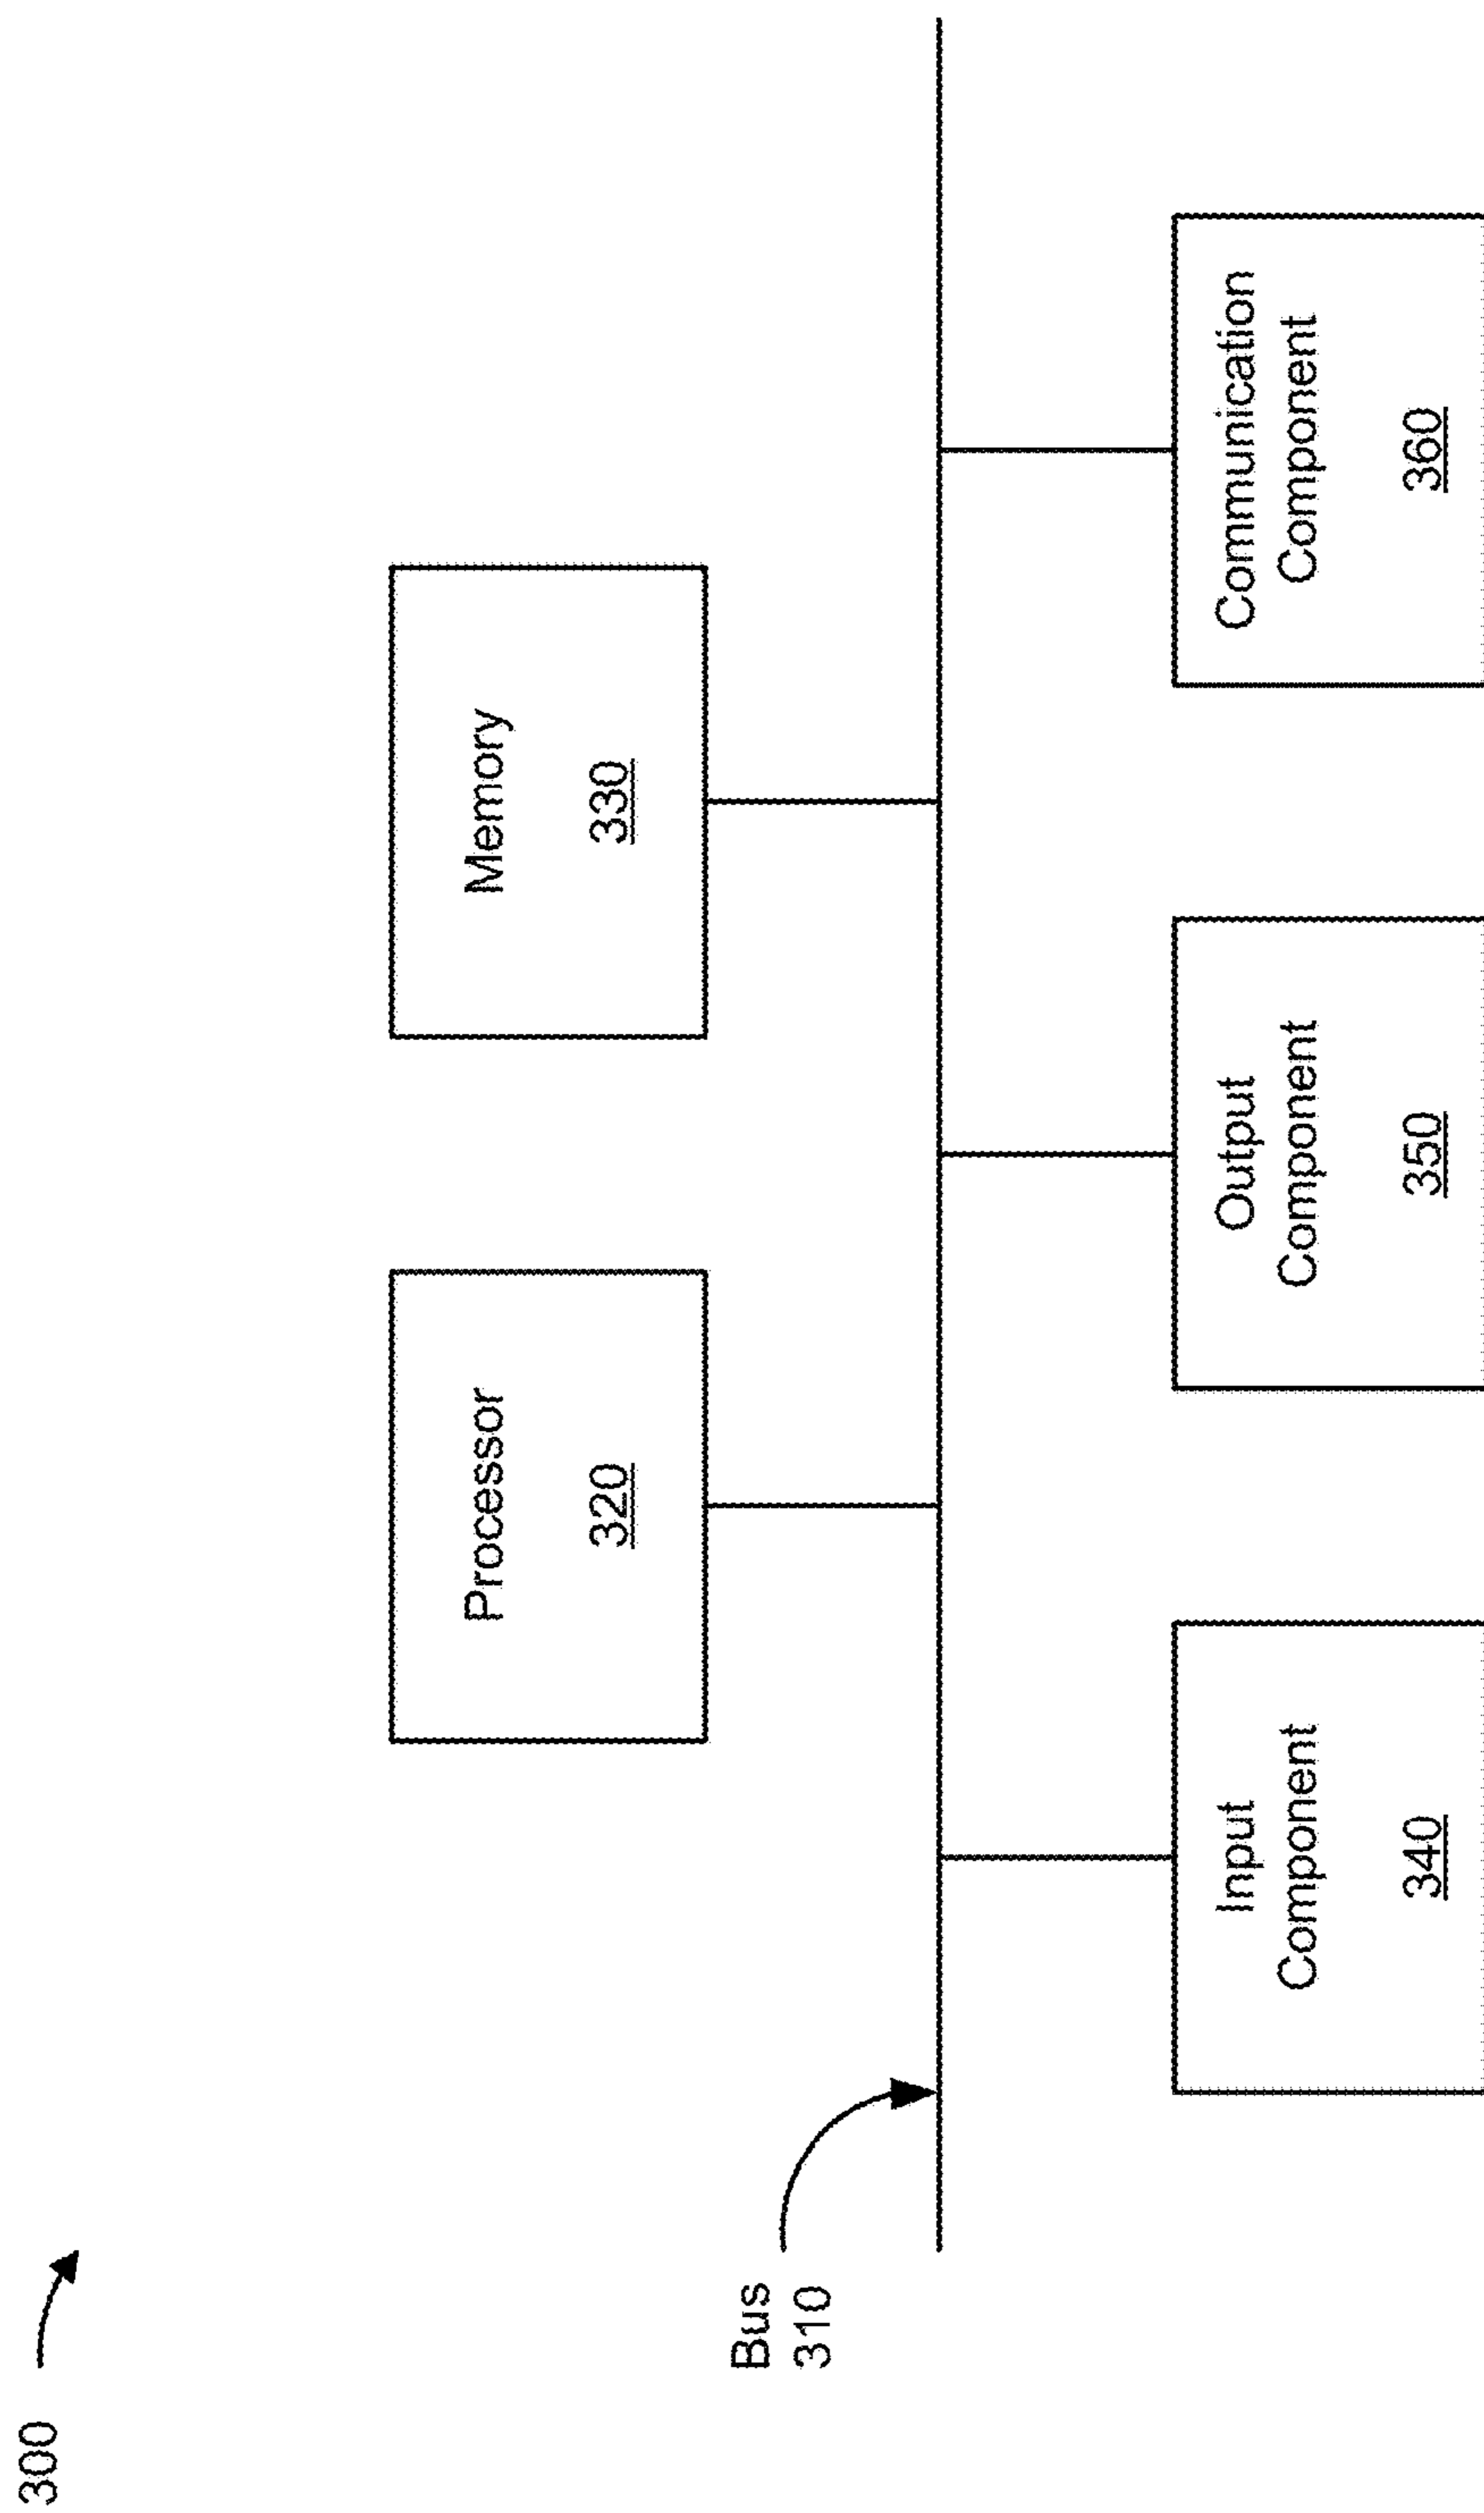 300
Processor
320
Memory
330
Bus
310
Input
Component
340
Output
Component
350
Communication
Component
360